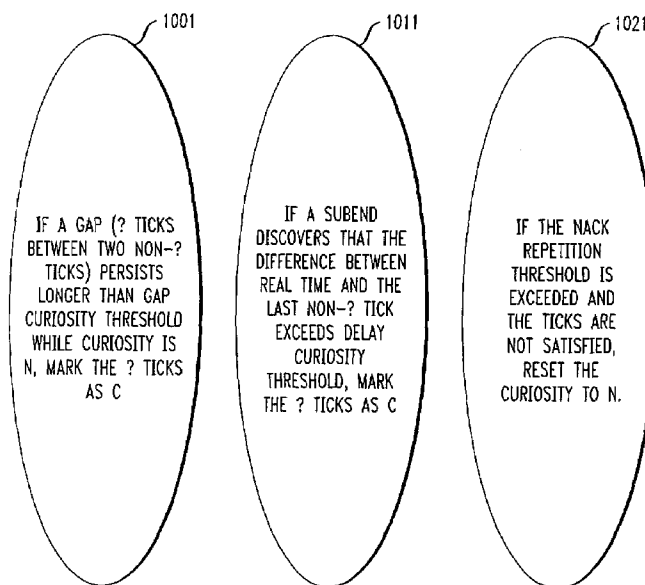 1001
IF A GAP (? TICKS
BETWEEN TWO NON-?
TICKS) PERSISTS
LONGER THAN GAP
CURIOSITY THRESHOLD
WHILE CURIOSITY IS
N, MARK THE ? TICKS
AS C
1011
IF A SUBEND
DISCOVERS THAT THE
DIFFERENCE BETWEEN
REAL TIME AND THE
LAST NON-? TICK
EXCEEDS DELAY
CURIOSITY
THRESHOLD, MARK
THE ? TICKS AS C
1021
IF THE NACK
REPETITION
THRESHOLD IS
EXCEEDED AND
THE TICKS ARE
NOT SATISFIED,
RESET THE
CURIOSITY TO N.